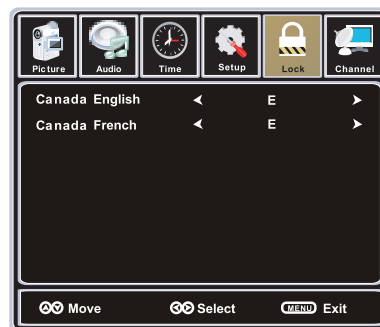 Picture Audio Time Setup Lock Channel
Canada English E
Canada French E
Move Select MENU Exit